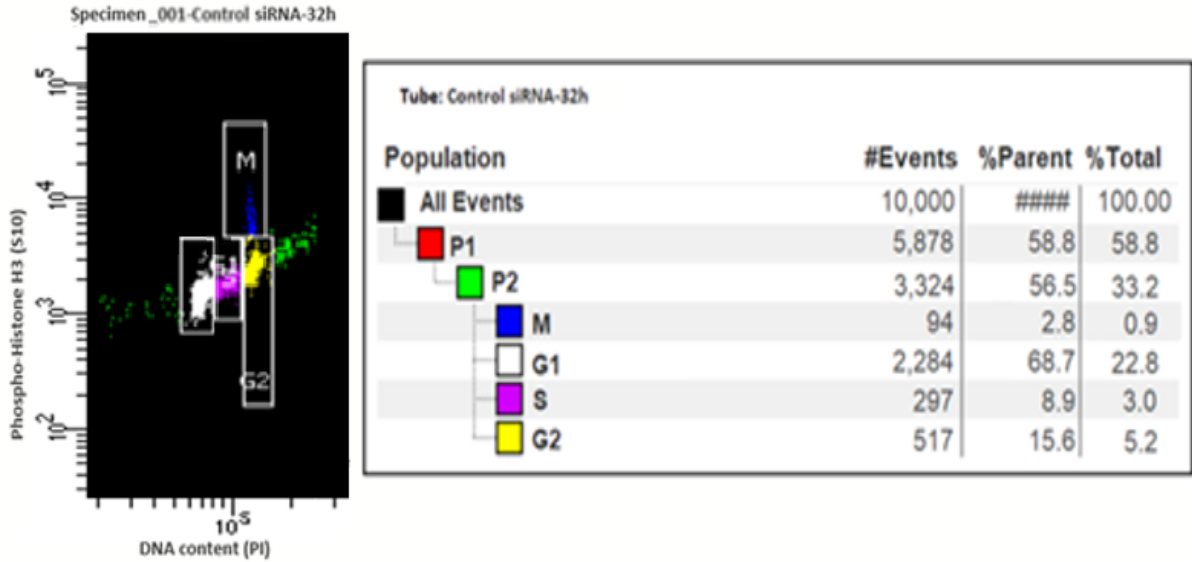 Specimen_001-Control siRNA-32h
Phospho-Histone H3 (S10)
10^5
10^4
10^3
10^2
M
G2
10^5
DNA content (PI)
Tube: Control siRNA-32h
Population #Events %Parent %Total
All Events 10,000 #### 100.00
P1 5,878 58.8 58.8
P2 3,324 56.5 33.2
M 94 2.8 0.9
G1 2,284 68.7 22.8
S 297 8.9 3.0
G2 517 15.6 5.2